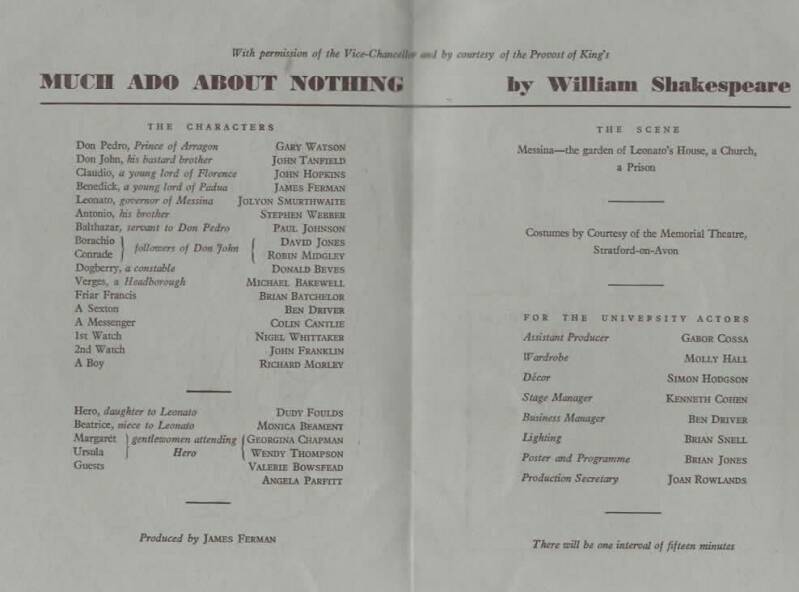 With permission of the Vice-Chancellor and by courtesy of the Provost of King's
MUCH ADO ABOUT NOTHING by William Shakespeare
THE CHARACTERS
Don Pedro, Prince of Arragon GARY WATSON
Don John, his bastard brother JOHN TANFIELD
Claudio, a young lord of Florence JOHN HOPKINS
Benedick, a young lord of Padua JAMES FERMAN
Leonato, governor of Messina JOLYON SMURTHWAITE
Antonio, his brother STEPHEN WEBBER
Balthazar, servant to Don Pedro PAUL JOHNSON
Borachio DAVID JONES
followers of Don John
Conrade ROBIN MIDGLEY
Dogberry, a constable DONALD BEVES
Verges, a Headborough MICHAEL BAKEWELL
Friar Francis BRIAN BATCHELOR
A Sexton BEN DRIVER
A Messenger COLIN CANTLIE
1st Watch NIGEL WHITTAKER
2nd Watch JOHN FRANKLIN
A Boy RICHARD MORLEY
Hero, daughter to Leonato DUDY FOULDS
Beatrice, niece to Leonato MONICA BEAMENT
Margaret gentlewomen attending GEORGINA CHAPMAN
Ursula Hero WENDY THOMPSON
Guests VALERIE BOWSFEAD
ANGELA PARFITT
Produced by JAMES FERMAN
THE SCENE
Messina—the garden of Leonato's House, a Church,
a Prison
Costumes by Courtesy of the Memorial Theatre,
Stratford-on-Avon
FOR THE UNIVERSITY ACTORS
Assistant Producer GABOR COSSA
Wardrobe MOLLY HALL
Décor SIMON HODGSON
Stage Manager KENNETH COHEN
Business Manager BEN DRIVER
Lighting BRIAN SNELL
Poster and Programme BRIAN JONES
Production Secretary JOAN ROWLANDS
There will be one interval of fifteen minutes